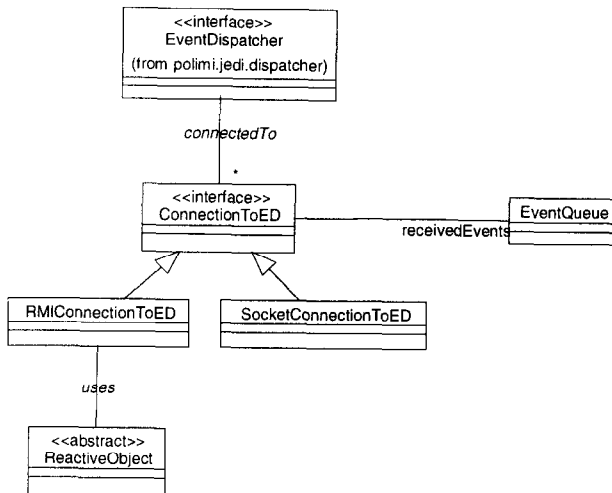 <<interface>>
EventDispatcher
(from polimi.jedi.dispatcher)
connectedTo
*
<<interface>>
ConnectionToED
receivedEvents
EventQueue
RMIConnectionToED
SocketConnectionToED
uses
<<abstract>>
ReactiveObject